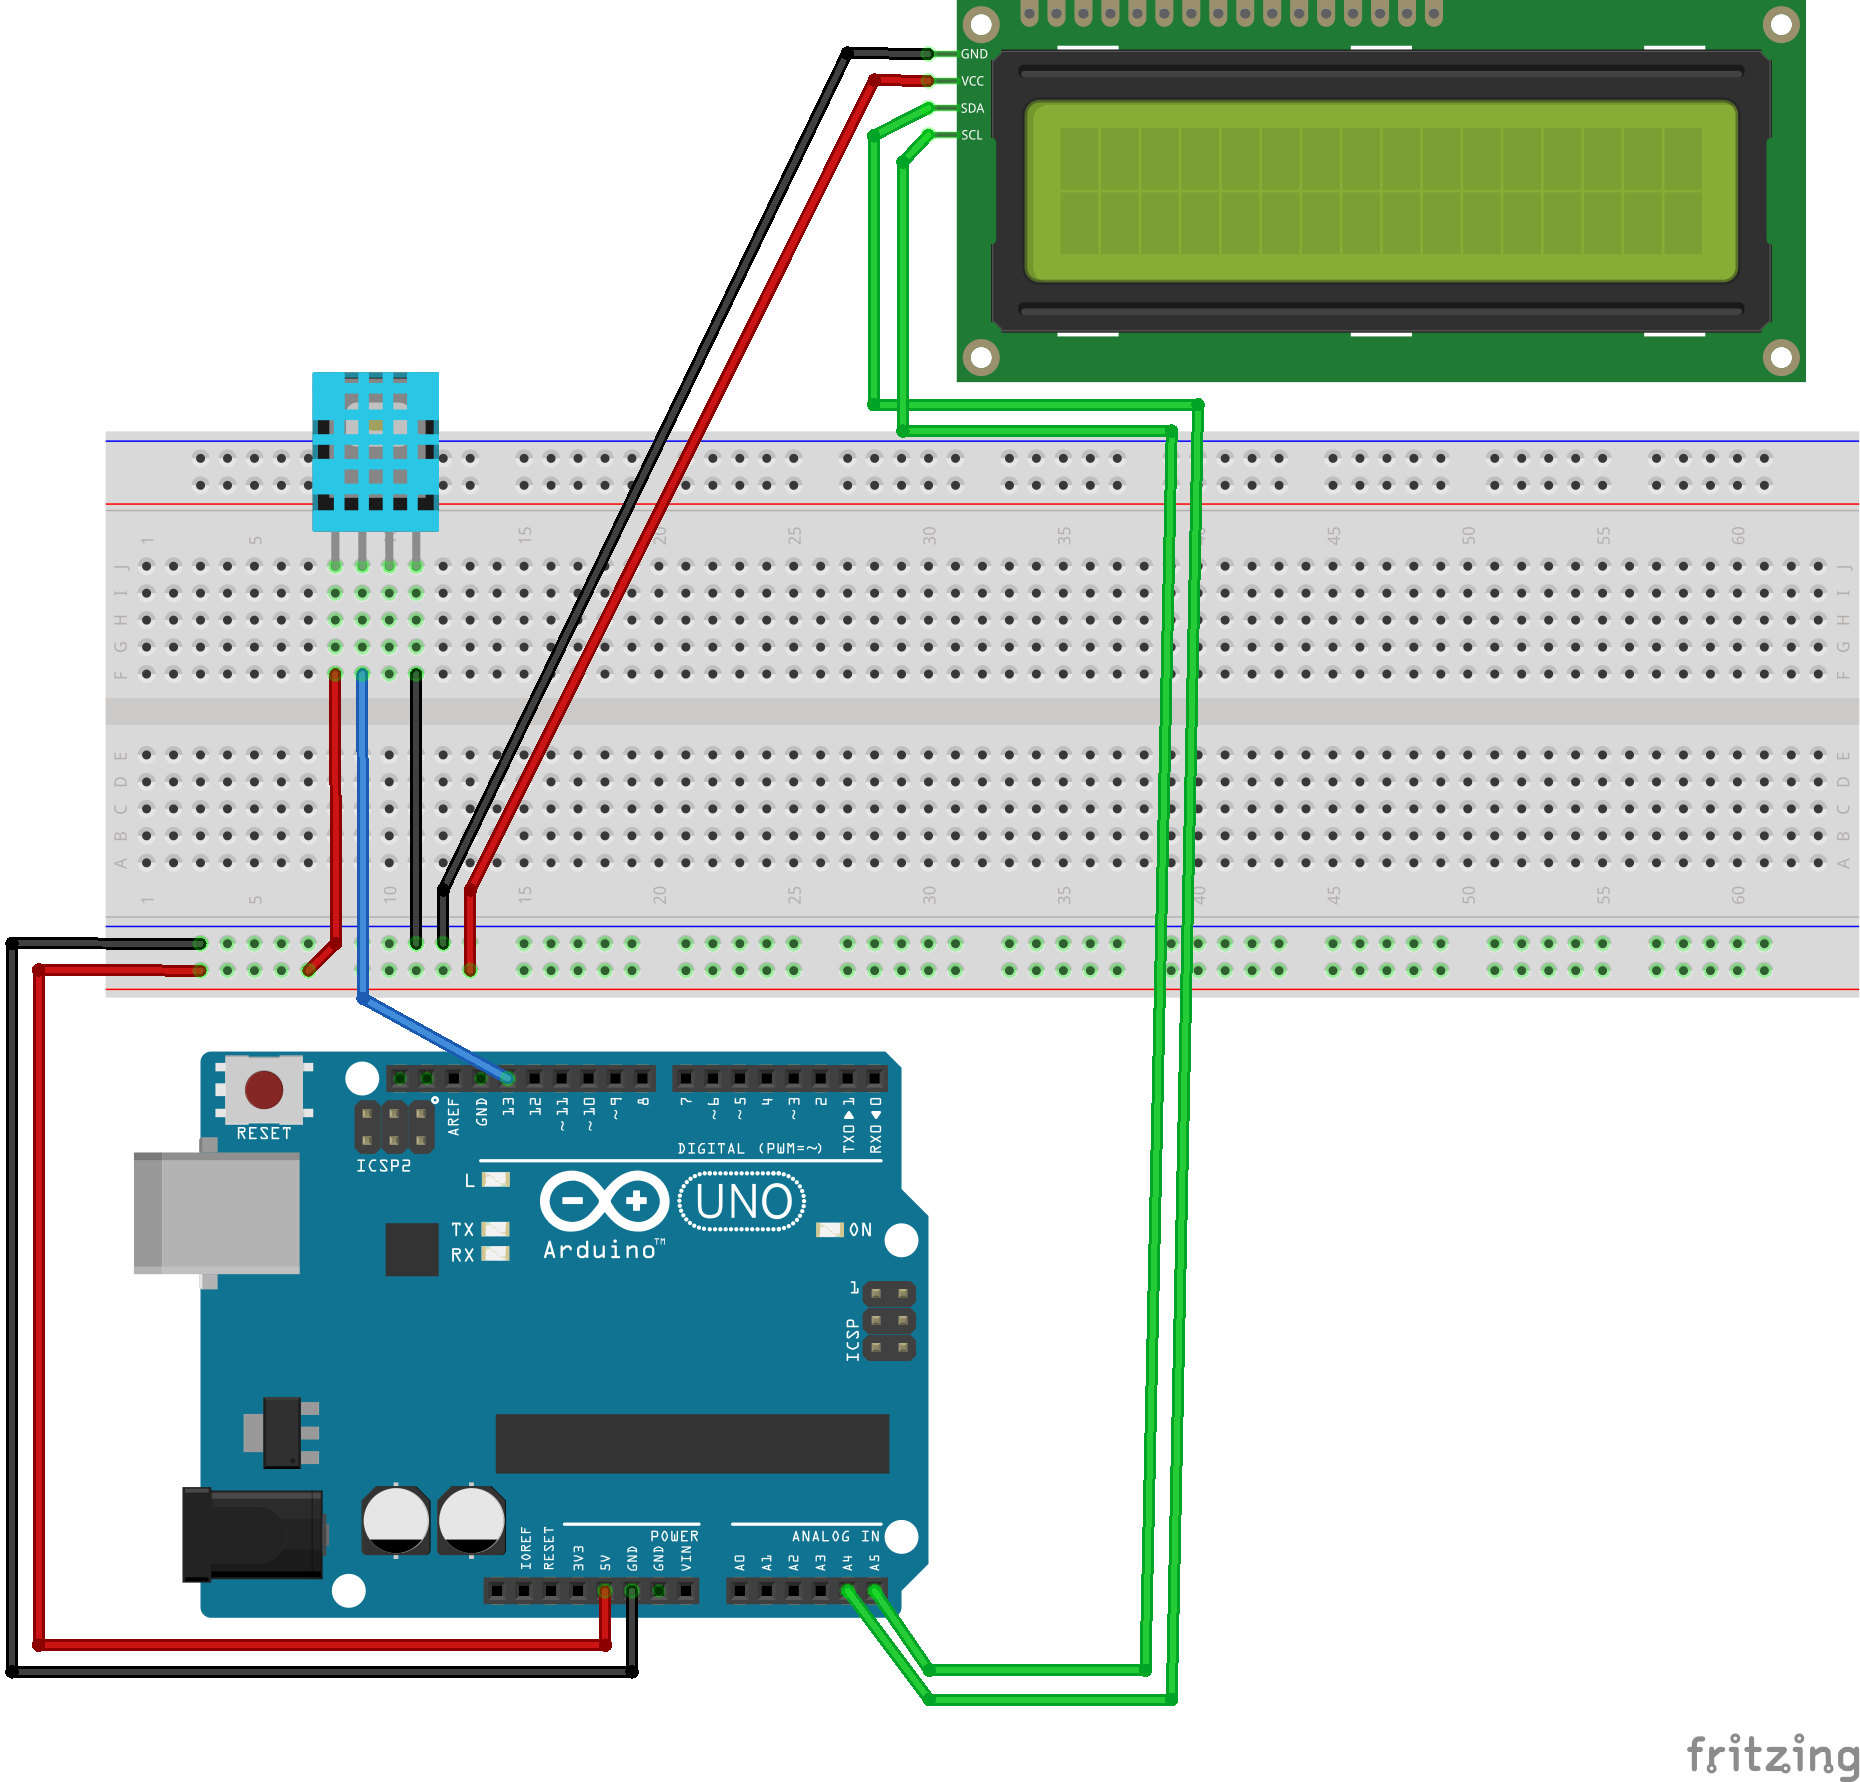 GND
VCC
SDA
SCL
1 5 15 20 25 30 35 40 45 50 55 60
J J
I I
H H
G G
F F
E E
D D
C C
B B
A A
1 5 10 15 20 25 30 35 40 45 50 55 60
RESET
ICSP2
AREF
GND
13
12
~11
~10
~9
8
7
~6
~5
4
~3
2
TX0▶1
RX0◀0
DIGITAL (PWM=~)
L
TX
RX
UNO
Arduino™
ON
1
ICSP
IOREF
RESET
3V3
5V
GND
GND
VIN
POWER
ANALOG IN
A0
A1
A2
A3
A4
A5
fritzing